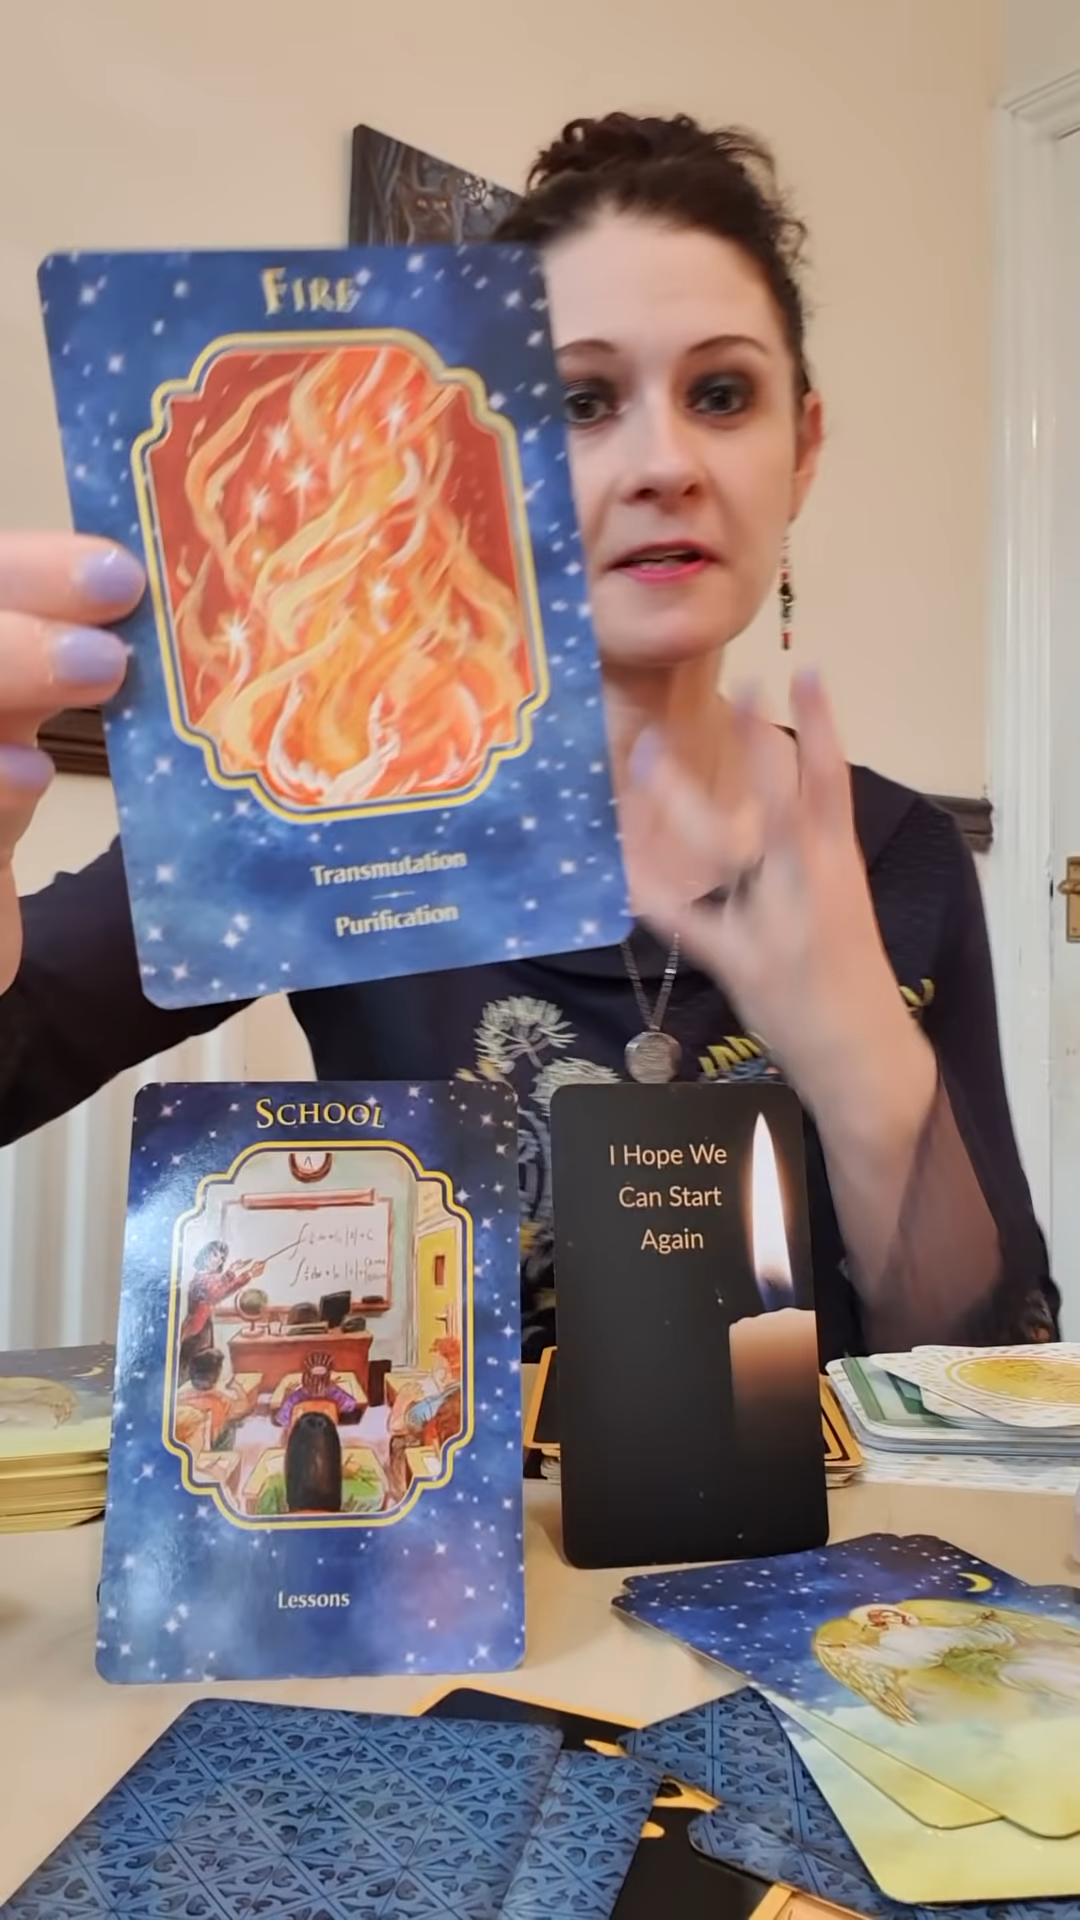 FIRE
Transmutation
Purification
SCHOOL
Lessons
I Hope We
Can Start
Again